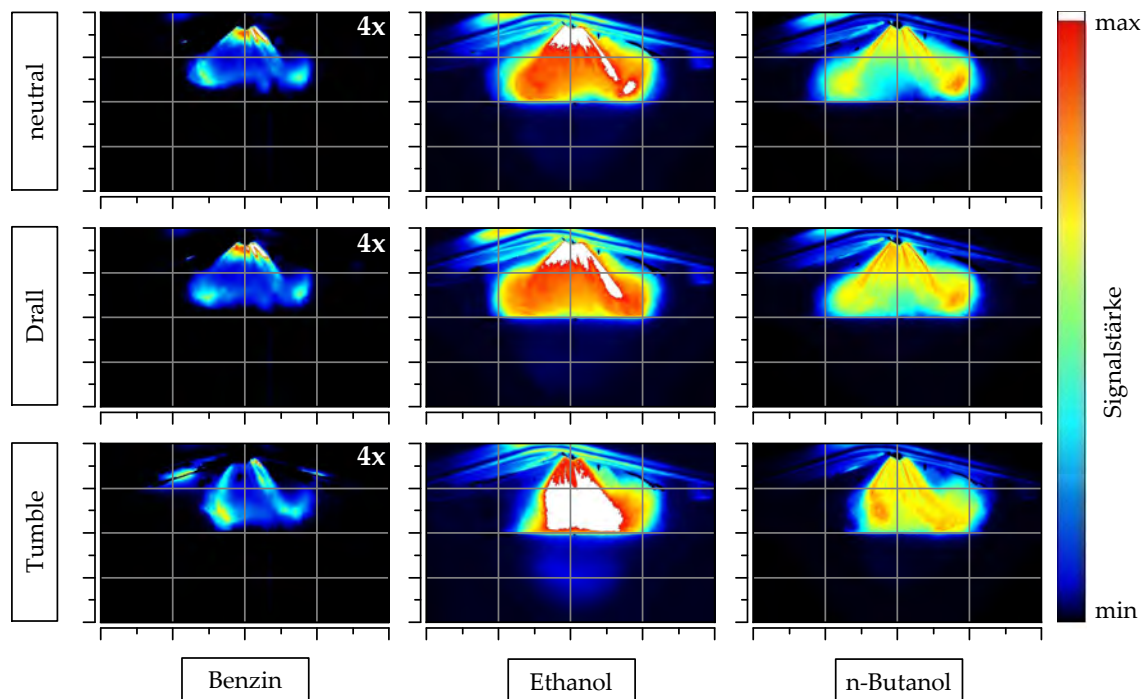 neutral
4x
max
Drall
4x
Signalstärke
Tumble
4x
min
Benzin
Ethanol
n-Butanol